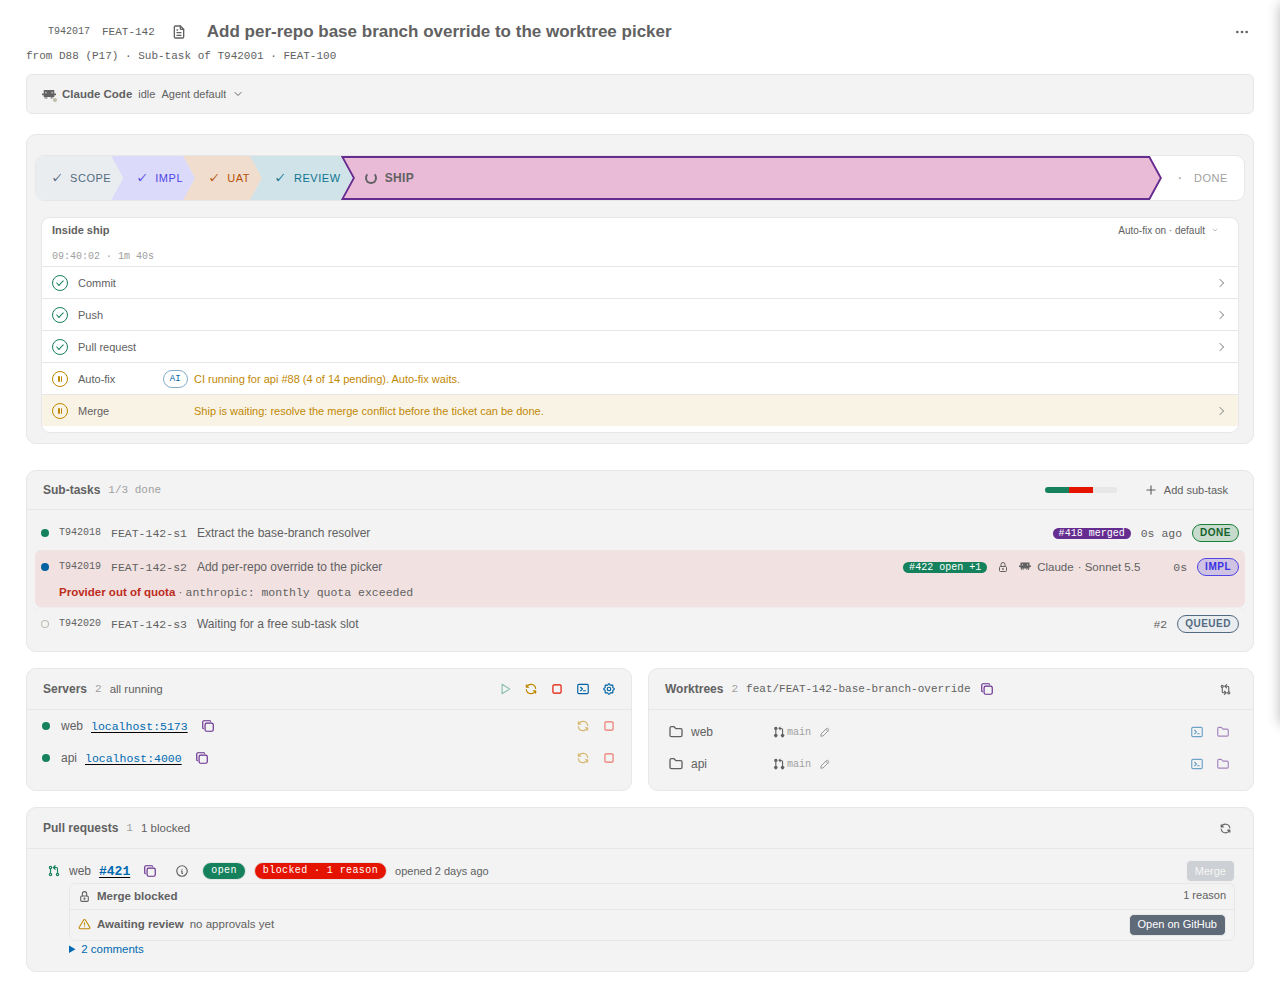 T942017 FEAT-142 Add per-repo base branch override to the worktree picker
from D88 (P17) · Sub-task of T942001 · FEAT-100
Claude Code idle Agent default
SCOPE IMPL UAT REVIEW SHIP DONE
Inside ship Auto-fix on · default
09:40:02 · 1m 40s
Commit
Push
Pull request
Auto-fix AI CI running for api #88 (4 of 14 pending). Auto-fix waits.
Merge Ship is waiting: resolve the merge conflict before the ticket can be done.
Sub-tasks 1/3 done Add sub-task
T942018 FEAT-142-s1 Extract the base-branch resolver #418 merged 0s ago DONE
T942019 FEAT-142-s2 Add per-repo override to the picker #422 open +1 Claude · Sonnet 5.5 0s IMPL
Provider out of quota · anthropic: monthly quota exceeded
T942020 FEAT-142-s3 Waiting for a free sub-task slot #2 QUEUED
Servers 2 all running
web localhost:5173
api localhost:4000
Worktrees 2 feat/FEAT-142-base-branch-override
web main
api main
Pull requests 1 1 blocked
web #421 open blocked · 1 reason opened 2 days ago Merge
Merge blocked 1 reason
Awaiting review no approvals yet Open on GitHub
2 comments